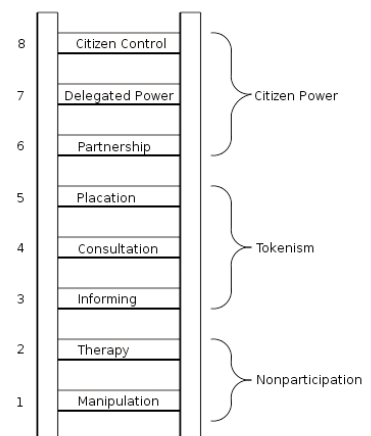 8 Citizen Control
7 Delegated Power
Citizen Power
6 Partnership
5 Placation
4 Consultation
Tokenism
3 Informing
2 Therapy
Nonparticipation
1 Manipulation